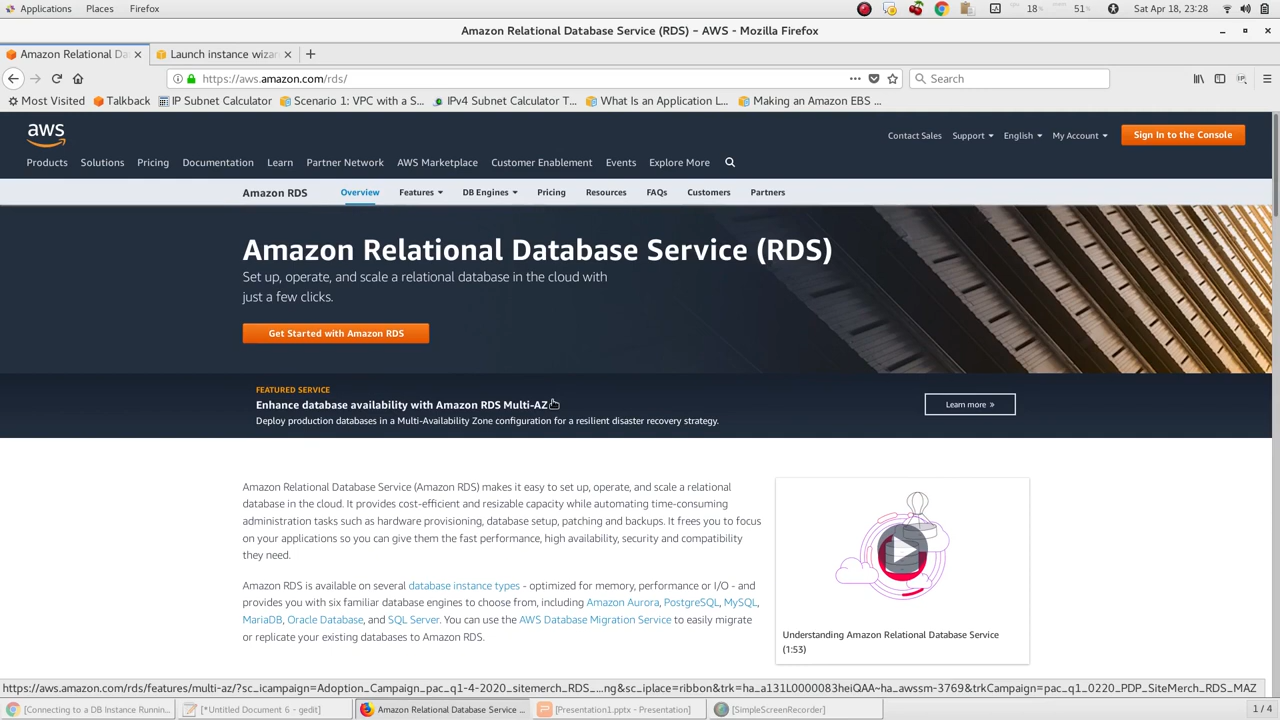 Applications Places Firefox 18% 51% Sat Apr 18, 23:28
Amazon Relational Database Service (RDS) – AWS - Mozilla Firefox
Amazon Relational Da Launch instance wizar
https://aws.amazon.com/rds/ Search
Most Visited Talkback IP Subnet Calculator Scenario 1: VPC with a S... IPv4 Subnet Calculator T... What Is an Application L... Making an Amazon EBS ...
aws Contact Sales Support English My Account Sign In to the Console
Products Solutions Pricing Documentation Learn Partner Network AWS Marketplace Customer Enablement Events Explore More
Amazon RDS Overview Features DB Engines Pricing Resources FAQs Customers Partners
Amazon Relational Database Service (RDS)
Set up, operate, and scale a relational database in the cloud with
just a few clicks.
Get Started with Amazon RDS
FEATURED SERVICE
Enhance database availability with Amazon RDS Multi-AZ
Deploy production databases in a Multi-Availability Zone configuration for a resilient disaster recovery strategy.
Learn more »
Amazon Relational Database Service (Amazon RDS) makes it easy to set up, operate, and scale a relational
database in the cloud. It provides cost-efficient and resizable capacity while automating time-consuming
administration tasks such as hardware provisioning, database setup, patching and backups. It frees you to focus
on your applications so you can give them the fast performance, high availability, security and compatibility
they need.
Amazon RDS is available on several database instance types - optimized for memory, performance or I/O - and
provides you with six familiar database engines to choose from, including Amazon Aurora, PostgreSQL, MySQL,
MariaDB, Oracle Database, and SQL Server. You can use the AWS Database Migration Service to easily migrate
or replicate your existing databases to Amazon RDS.
Understanding Amazon Relational Database Service
(1:53)
https://aws.amazon.com/rds/features/multi-az/?sc_icampaign=Adoption_Campaign_pac_q1-4-2020_sitemerch_RDS_...ng&sc_iplace=ribbon&trk=ha_a131L0000083heiQAA~ha_awssm-3769&trkCampaign=pac_q1_0220_PDP_SiteMerch_RDS_MAZ
[Connecting to a DB Instance Runnin... [*Untitled Document 6 - gedit] Amazon Relational Database Service ... [Presentation1.pptx - Presentation] [SimpleScreenRecorder] 1 / 4